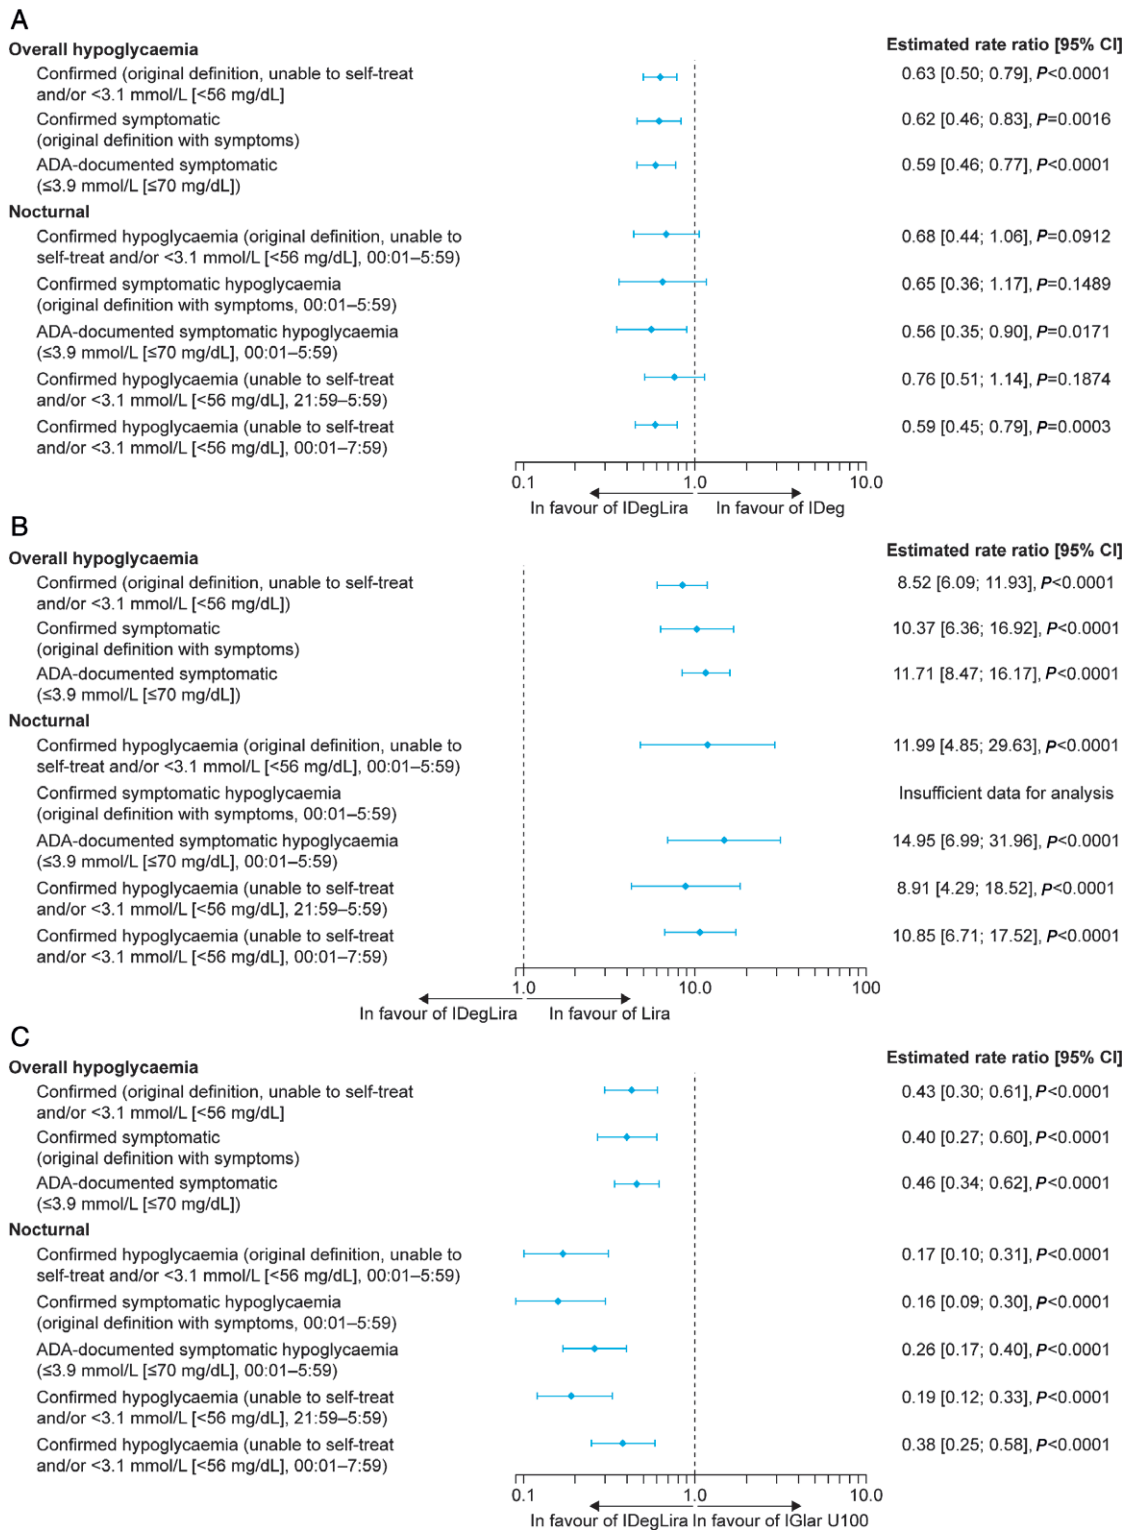 A
Overall hypoglycaemia
Estimated rate ratio [95% CI]
Confirmed (original definition, unable to self-treat
and/or <3.1 mmol/L [<56 mg/dL]
0.63 [0.50; 0.79], P<0.0001
Confirmed symptomatic
(original definition with symptoms)
0.62 [0.46; 0.83], P=0.0016
ADA-documented symptomatic
(≤3.9 mmol/L [≤70 mg/dL])
0.59 [0.46; 0.77], P<0.0001
Nocturnal
Confirmed hypoglycaemia (original definition, unable to
self-treat and/or <3.1 mmol/L [<56 mg/dL], 00:01–5:59)
0.68 [0.44; 1.06], P=0.0912
Confirmed symptomatic hypoglycaemia
(original definition with symptoms, 00:01–5:59)
0.65 [0.36; 1.17], P=0.1489
ADA-documented symptomatic hypoglycaemia
(≤3.9 mmol/L [≤70 mg/dL], 00:01–5:59)
0.56 [0.35; 0.90], P=0.0171
Confirmed hypoglycaemia (unable to self-treat
and/or <3.1 mmol/L [<56 mg/dL], 21:59–5:59)
0.76 [0.51; 1.14], P=0.1874
Confirmed hypoglycaemia (unable to self-treat
and/or <3.1 mmol/L [<56 mg/dL], 00:01–7:59)
0.59 [0.45; 0.79], P=0.0003
0.1 1.0 10.0
In favour of IDegLira In favour of IDeg
B
Overall hypoglycaemia
Estimated rate ratio [95% CI]
Confirmed (original definition, unable to self-treat
and/or <3.1 mmol/L [<56 mg/dL])
8.52 [6.09; 11.93], P<0.0001
Confirmed symptomatic
(original definition with symptoms)
10.37 [6.36; 16.92], P<0.0001
ADA-documented symptomatic
(≤3.9 mmol/L [≤70 mg/dL])
11.71 [8.47; 16.17], P<0.0001
Nocturnal
Confirmed hypoglycaemia (original definition, unable to
self-treat and/or <3.1 mmol/L [<56 mg/dL], 00:01–5:59)
11.99 [4.85; 29.63], P<0.0001
Confirmed symptomatic hypoglycaemia
(original definition with symptoms, 00:01–5:59)
Insufficient data for analysis
ADA-documented symptomatic hypoglycaemia
(≤3.9 mmol/L [≤70 mg/dL], 00:01–5:59)
14.95 [6.99; 31.96], P<0.0001
Confirmed hypoglycaemia (unable to self-treat
and/or <3.1 mmol/L [<56 mg/dL], 21:59–5:59)
8.91 [4.29; 18.52], P<0.0001
Confirmed hypoglycaemia (unable to self-treat
and/or <3.1 mmol/L [<56 mg/dL], 00:01–7:59)
10.85 [6.71; 17.52], P<0.0001
1.0 10.0 100
In favour of IDegLira In favour of Lira
C
Overall hypoglycaemia
Estimated rate ratio [95% CI]
Confirmed (original definition, unable to self-treat
and/or <3.1 mmol/L [<56 mg/dL]
0.43 [0.30; 0.61], P<0.0001
Confirmed symptomatic
(original definition with symptoms)
0.40 [0.27; 0.60], P<0.0001
ADA-documented symptomatic
(≤3.9 mmol/L [≤70 mg/dL])
0.46 [0.34; 0.62], P<0.0001
Nocturnal
Confirmed hypoglycaemia (original definition, unable to
self-treat and/or <3.1 mmol/L [<56 mg/dL], 00:01–5:59)
0.17 [0.10; 0.31], P<0.0001
Confirmed symptomatic hypoglycaemia
(original definition with symptoms, 00:01–5:59)
0.16 [0.09; 0.30], P<0.0001
ADA-documented symptomatic hypoglycaemia
(≤3.9 mmol/L [≤70 mg/dL], 00:01–5:59)
0.26 [0.17; 0.40], P<0.0001
Confirmed hypoglycaemia (unable to self-treat
and/or <3.1 mmol/L [<56 mg/dL], 21:59–5:59)
0.19 [0.12; 0.33], P<0.0001
Confirmed hypoglycaemia (unable to self-treat
and/or <3.1 mmol/L [<56 mg/dL], 00:01–7:59)
0.38 [0.25; 0.58], P<0.0001
0.1 1.0 10.0
In favour of IDegLira In favour of IGlar U100